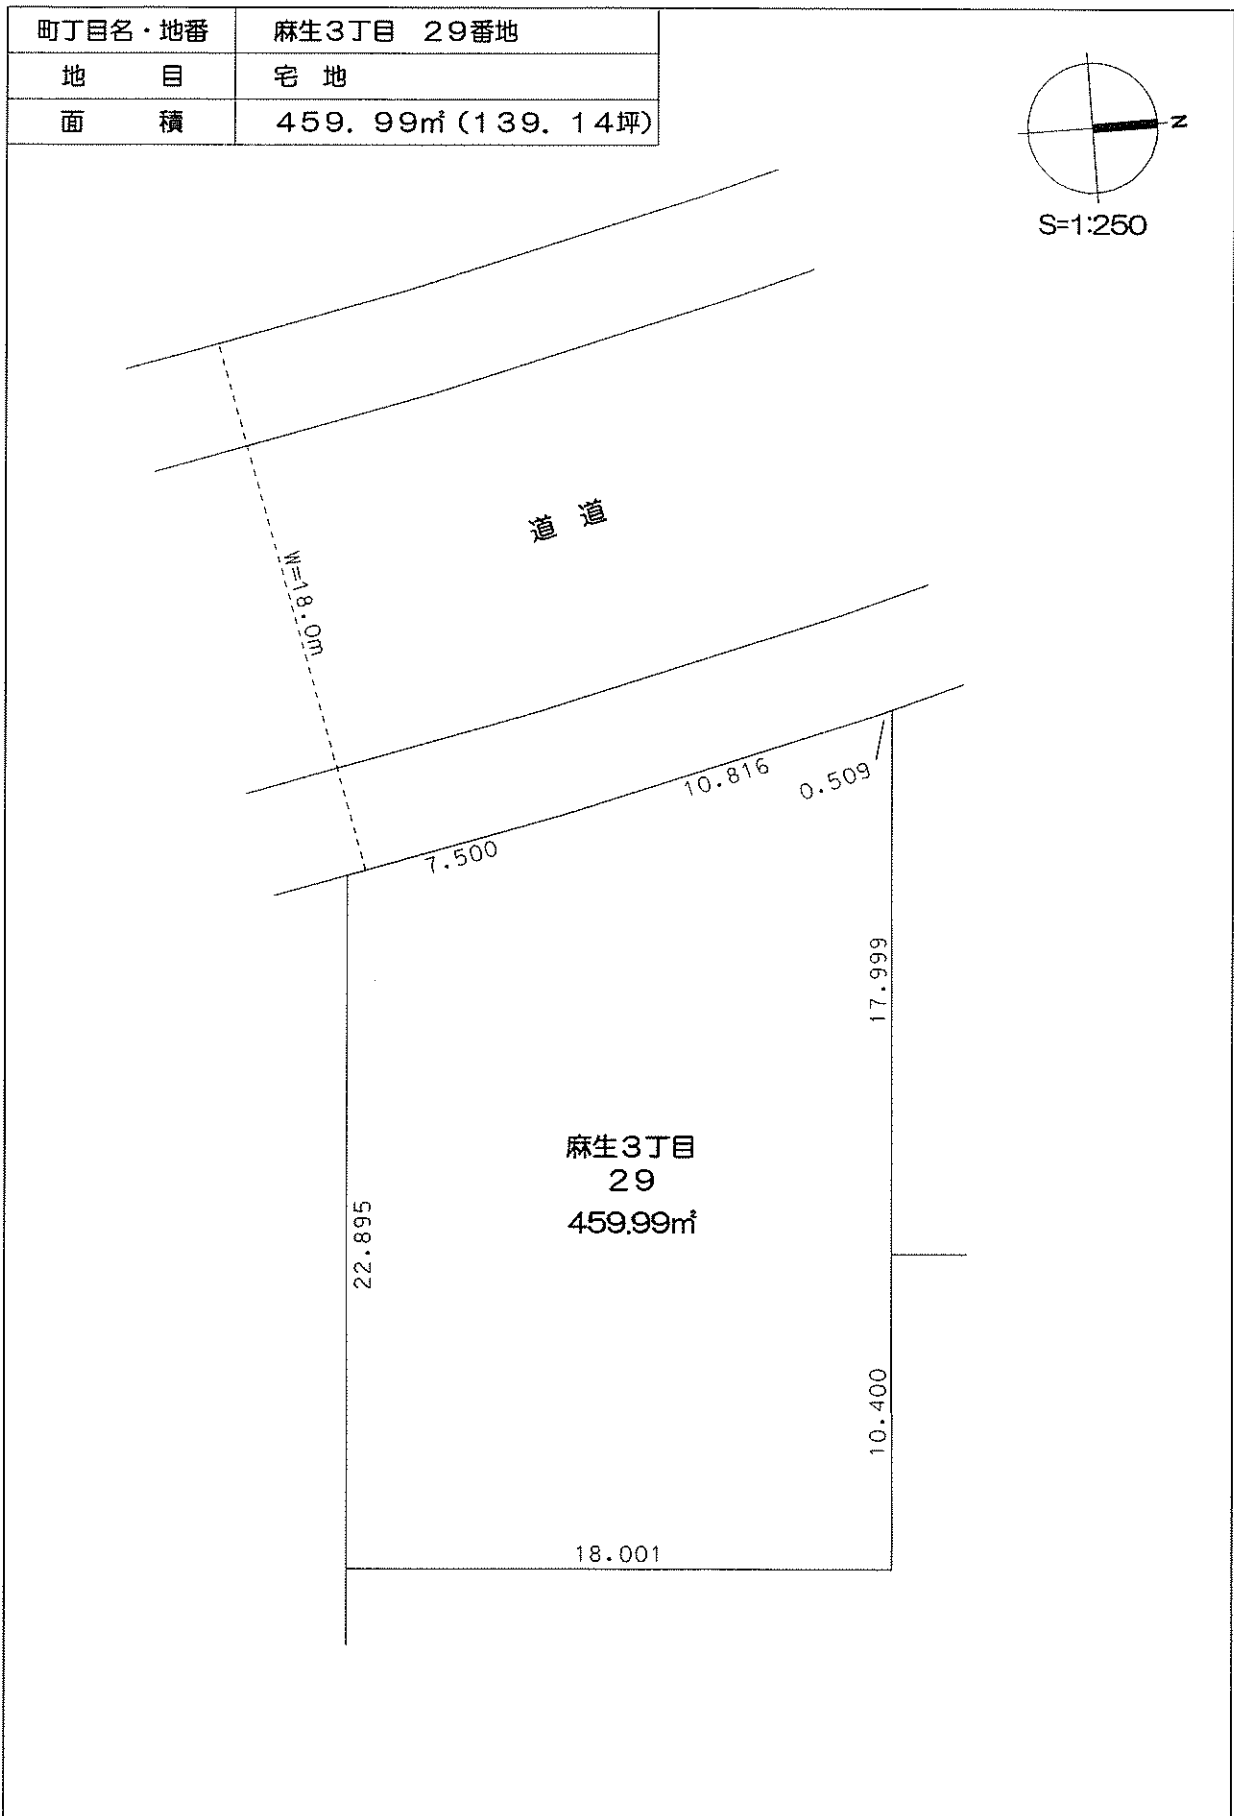 町丁目名・地番 麻生3丁目 29番地
地 目 宅 地
面 積 459.99㎡(139.14坪)
N
S=1:250
道 道
W=18.0m
10.816
0.509
7.500
17.999
麻生3丁目
29
459.99㎡
22.895
10.400
18.001